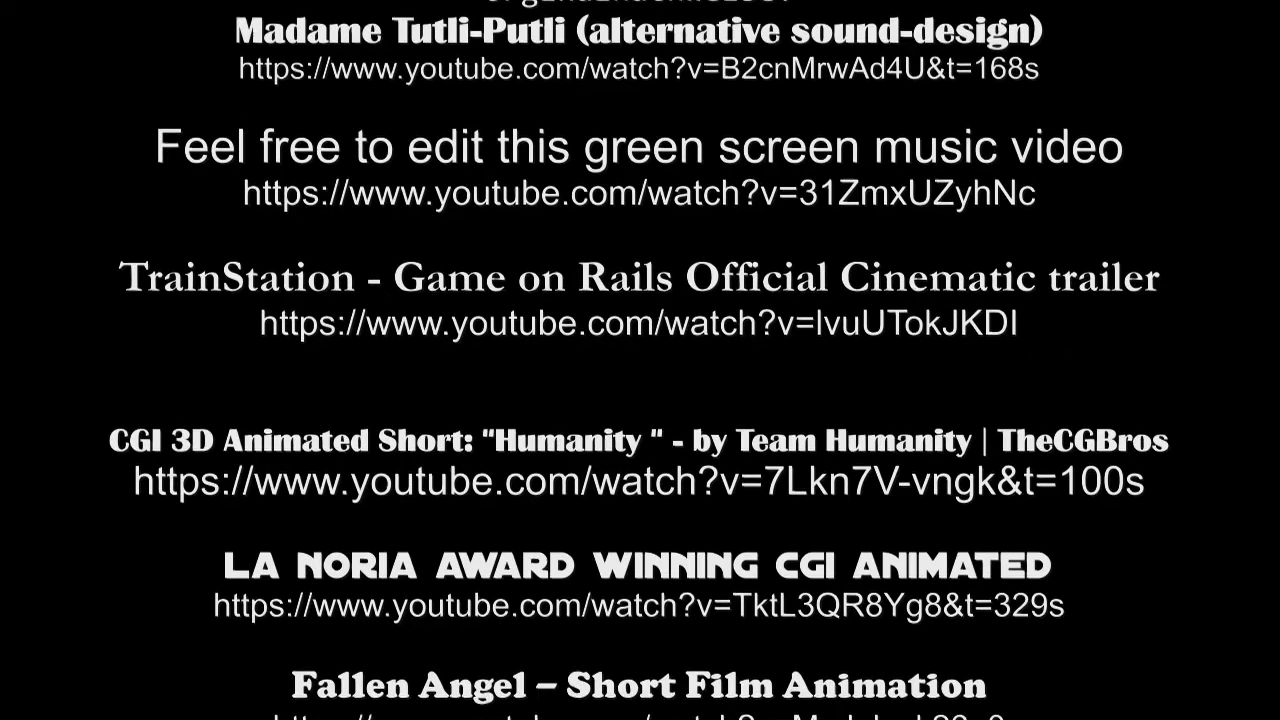 Madame Tutli-Putli (alternative sound-design)
https://www.youtube.com/watch?v=B2cnMrwAd4U&t=168s
Feel free to edit this green screen music video
https://www.youtube.com/watch?v=31ZmxUZyhNc
TrainStation - Game on Rails Official Cinematic trailer
https://www.youtube.com/watch?v=lvuUTokJKDI
CGI 3D Animated Short: "Humanity " - by Team Humanity | TheCGBros
https://www.youtube.com/watch?v=7Lkn7V-vngk&t=100s
LA NORIA AWARD WINNING CGI ANIMATED
https://www.youtube.com/watch?v=TktL3QR8Yg8&t=329s
Fallen Angel – Short Film Animation